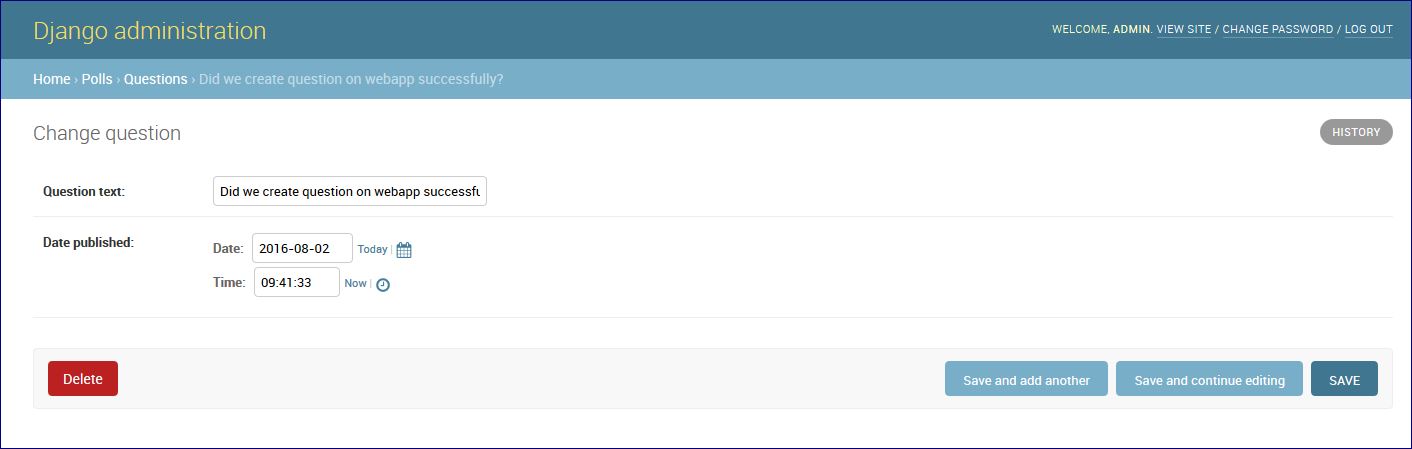 Django administration
WELCOME, ADMIN. VIEW SITE / CHANGE PASSWORD / LOG OUT
Home › Polls › Questions › Did we create question on webapp successfully?
Change question
HISTORY
Question text:
Did we create question on webapp successfu
Date published:
Date: 2016-08-02 Today |
Time: 09:41:33 Now |
Delete
Save and add another
Save and continue editing
SAVE